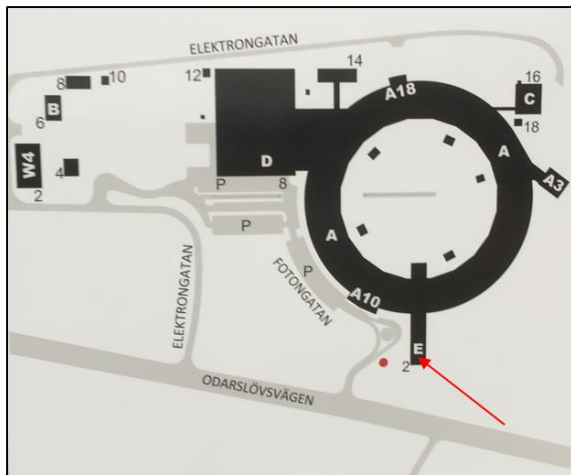 ELEKTRONGATAN
14
12
8
10
A18
16
C
B
6
18
W4
4
D
A
A3
2
P
8
P
A
P
FOTONGATAN
A10
ELEKTRONGATAN
E
2
ODARSLÖVSVÄGEN